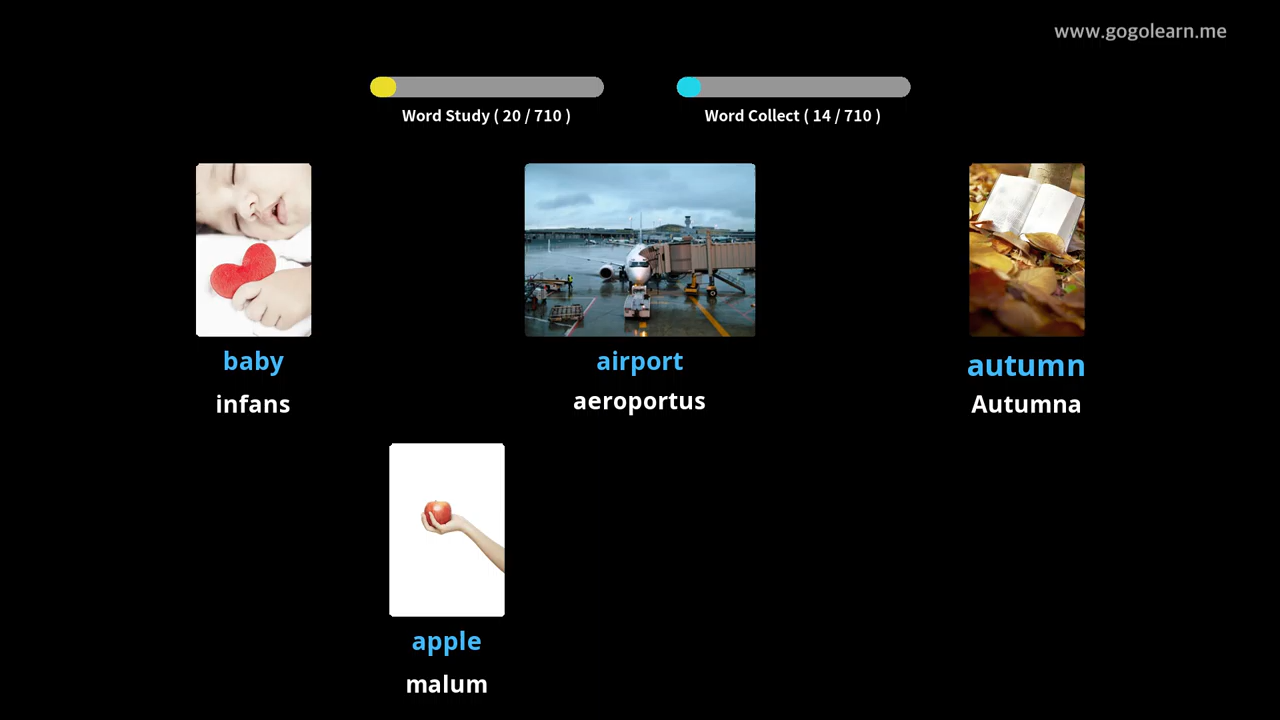 www.gogolearn.me
Word Study ( 20 / 710 )
Word Collect ( 14 / 710 )
baby
infans
airport
aeroportus
autumn
Autumna
apple
malum